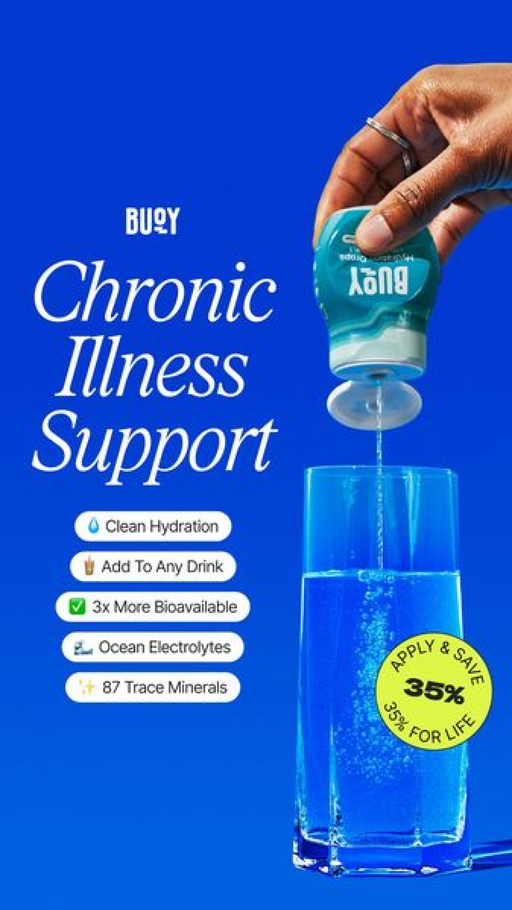 BUOY
Chronic
Illness
Support
Clean Hydration
Add To Any Drink
3x More Bioavailable
Ocean Electrolytes
87 Trace Minerals
Hydration Drops
BUOY
APPLY & SAVE
35%
35% FOR LIFE